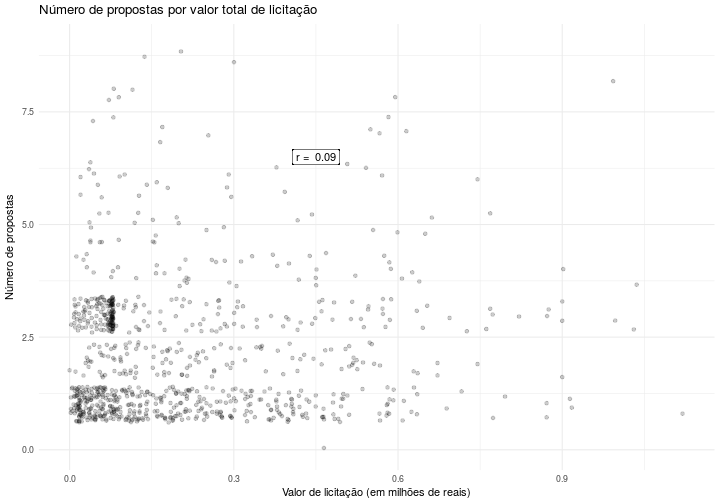 Número de propostas por valor total de licitação
7.5
r = 0.09
5.0
Número de propostas
2.5
0.0
0.0
0.3
0.6
0.9
Valor de licitação (em milhões de reais)